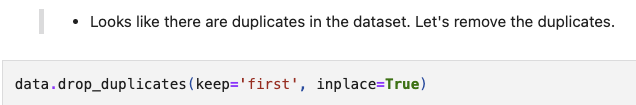 • Looks like there are duplicates in the dataset. Let's remove the duplicates.
data.drop_duplicates(keep='first', inplace=True)